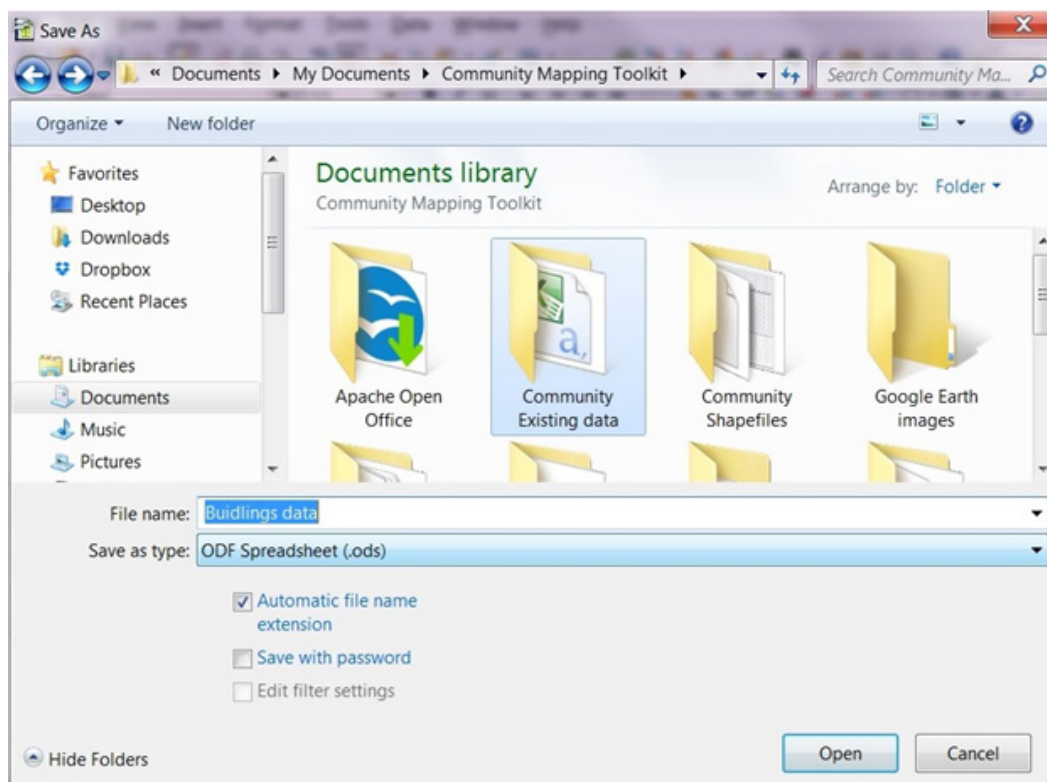 Save As
« Documents ▸ My Documents ▸ Community Mapping Toolkit ▸
Search Community Ma...
Organize
New folder
Favorites
Desktop
Downloads
Dropbox
Recent Places
Libraries
Documents
Music
Pictures
Documents library
Community Mapping Toolkit
Arrange by: Folder
Apache Open
Office
Community
Existing data
Community
Shapefiles
Google Earth
images
a,
File name: Buidlings data
Save as type: ODF Spreadsheet (.ods)
Automatic file name
extension
Save with password
Edit filter settings
Hide Folders
Open
Cancel